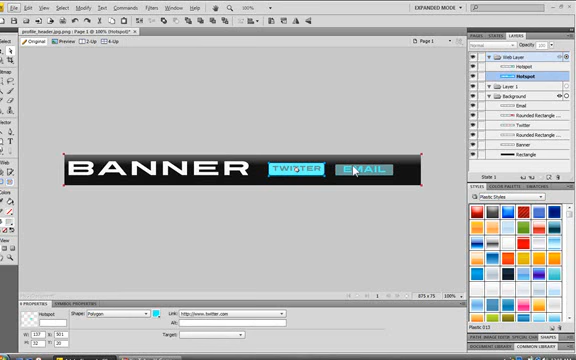 File Edit View Select Modify Text Commands Filters Window Help
EXPANDED MODE
profile_header.jpg.png : Page 1 @ 100% (Hotspot*)
Original Preview 2-Up 4-Up
Page 1
Select
Bitmap
Vector
Web
Colors
View
BANNER TWITTER EMAIL
PAGES STATES LAYERS
Normal Opacity 100
Web Layer
Hotspot
Hotspot
Layer 1
Background
Email
Rounded Rectangle
Twitter
Rounded Rectangle
Banner
Rectangle
State 1
STYLES COLOR PALETTE SWATCHES
Plastic Styles
Plastic 013
COMMON LIBRARY
DOCUMENT LIBRARY
1
875 x 75 100%
PROPERTIES SYMBOL PROPERTIES
Hotspot
Shape: Polygon
Link: http://www.twitter.com
Alt:
Target:
W: 137 X: 501
H: 32 Y: 20